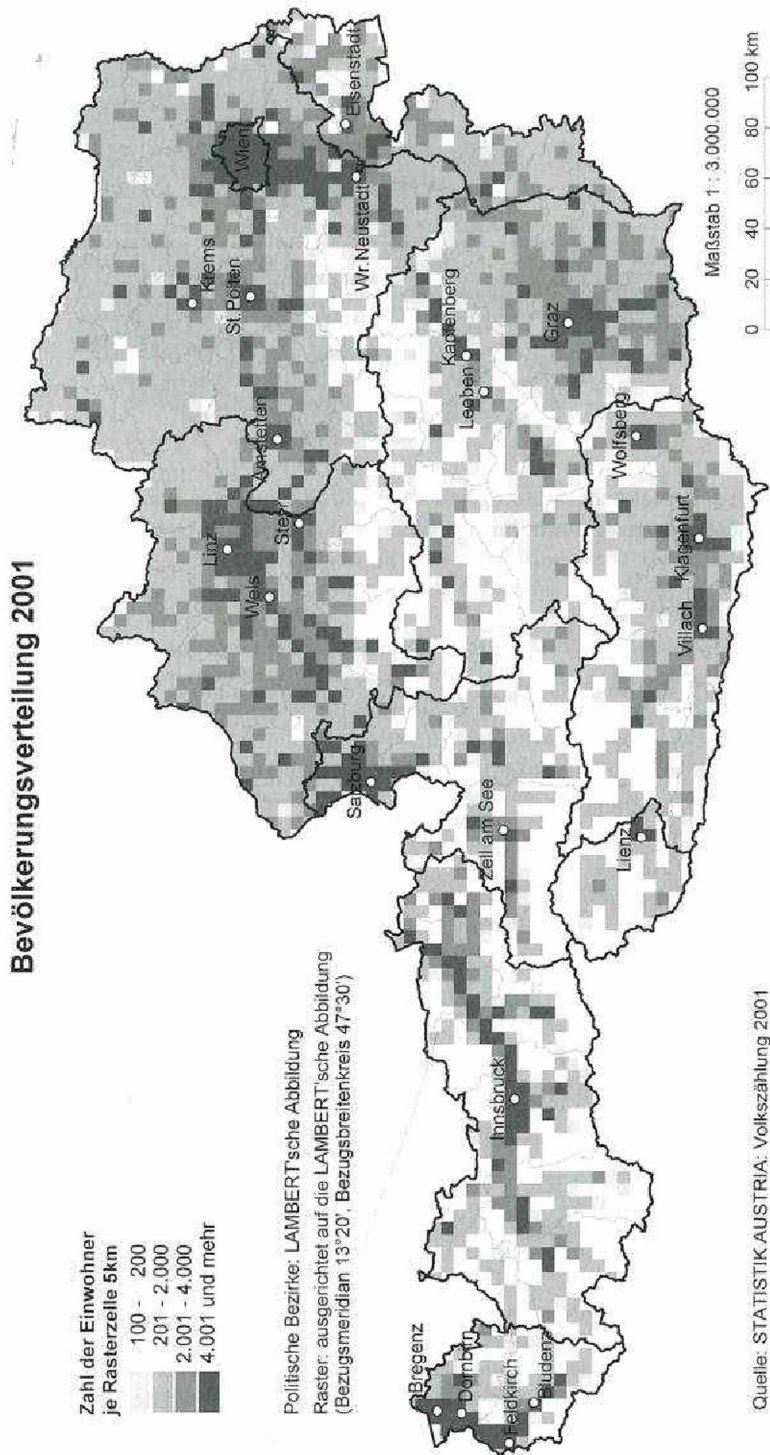 Bevölkerungsverteilung 2001
Zahl der Einwohner
je Rasterzelle 5km
100 - 200
201 - 2.000
2.001 - 4.000
4.001 und mehr
Politische Bezirke: LAMBERT'sche Abbildung
Raster: ausgerichtet auf die LAMBERT'sche Abbildung
(Bezugsmeridian 13°20', Bezugsbreitenkreis 47°30')
Bregenz
Dornbirn
Feldkirch
Bludenz
Innsbruck
Zell am See
Lienz
Salzburg
Wels
Linz
Steyr
Amstetten
Krems
St.Pölten
Wien
Eisenstadt
Wr.Neustadt
Kapfenberg
Leoben
Graz
Wolfsberg
Klagenfurt
Villach
Maßstab 1 : 3.000.000
0 20 40 60 80 100 km
Quelle: STATISTIK AUSTRIA: Volkszählung 2001